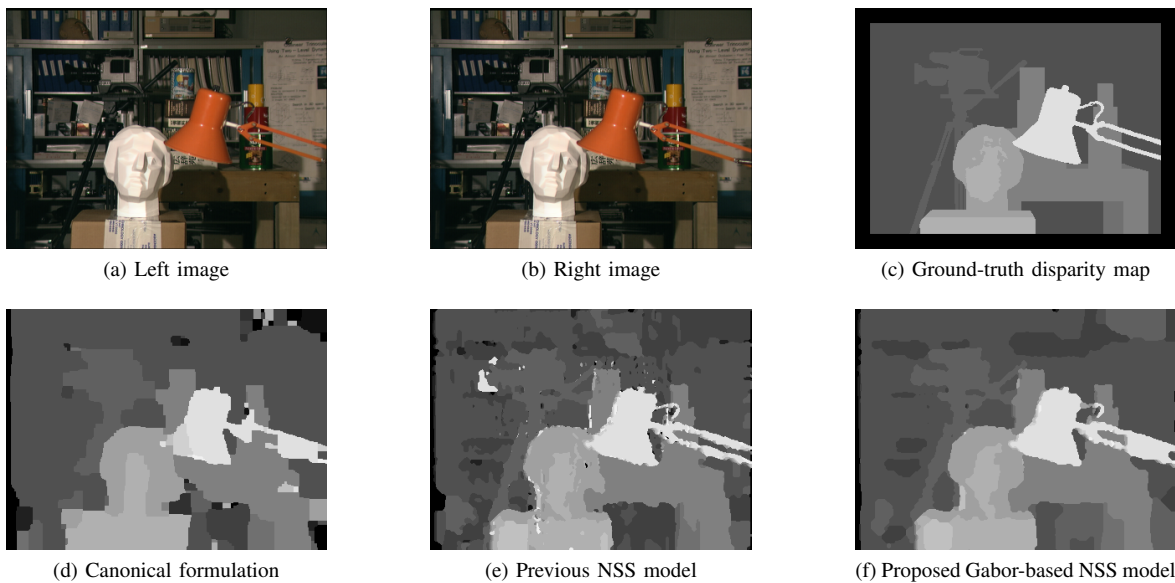 (a) Left image
(b) Right image
(c) Ground-truth disparity map
(d) Canonical formulation
(e) Previous NSS model
(f) Proposed Gabor-based NSS model